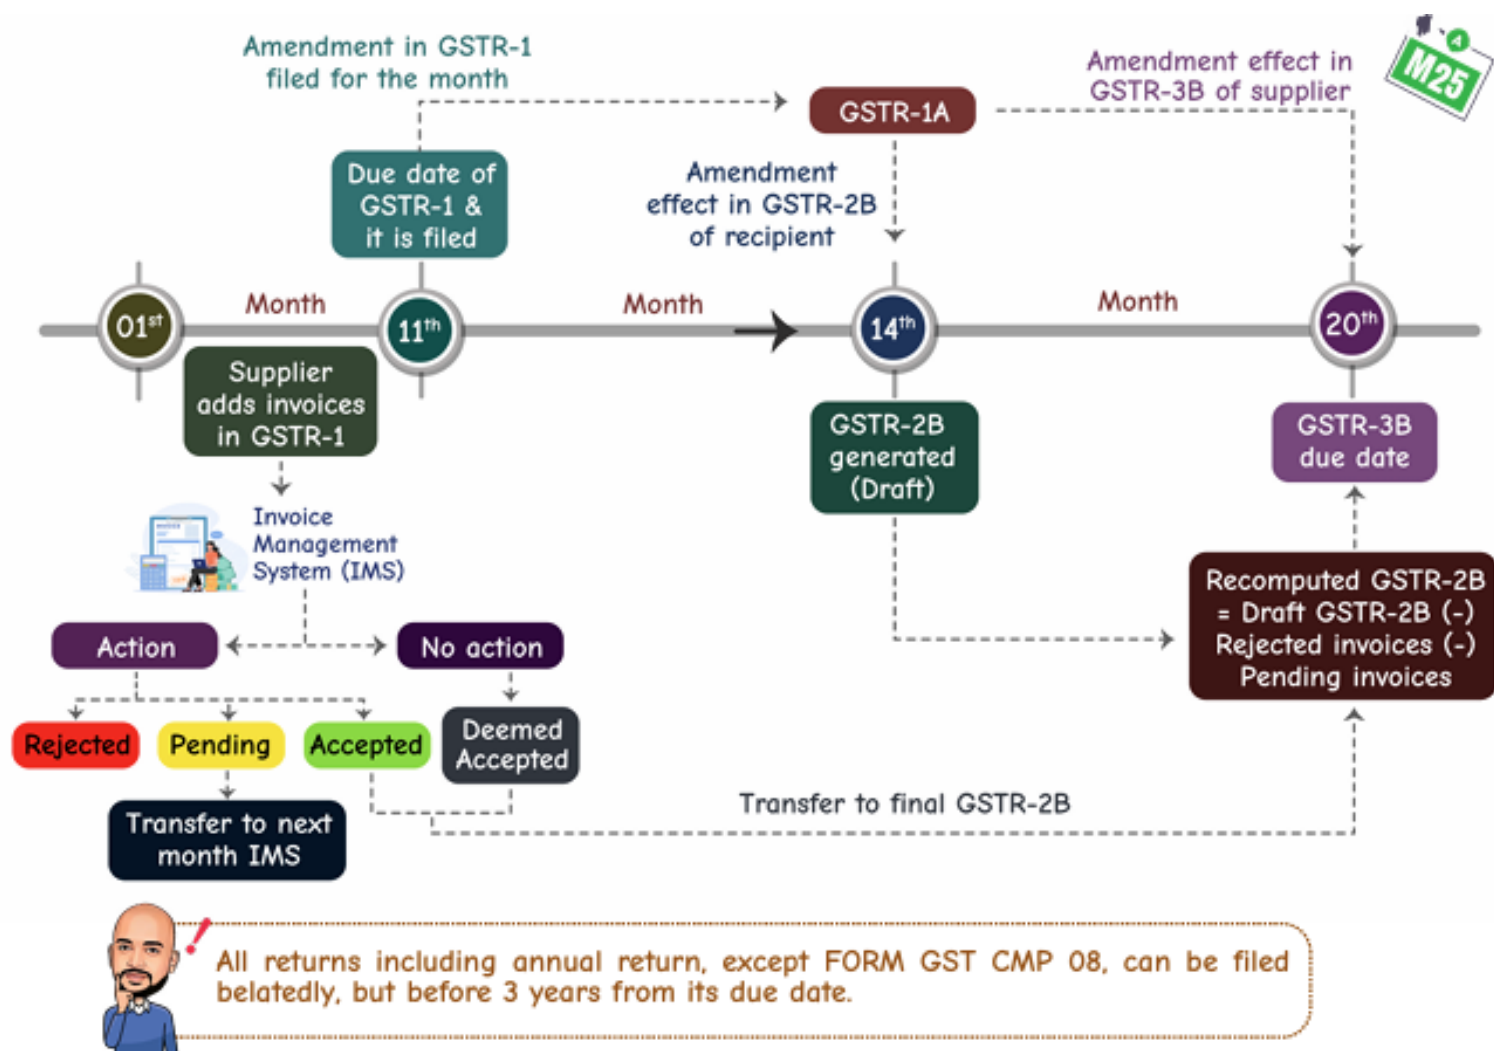 Amendment in GSTR-1
filed for the month
Amendment effect in
GSTR-3B of supplier
M25
GSTR-1A
Due date of
GSTR-1 &
it is filed
Amendment
effect in GSTR-2B
of recipient
Month
Month
Month
01st
11th
14th
20th
Supplier
adds invoices
in GSTR-1
GSTR-2B
generated
(Draft)
GSTR-3B
due date
Invoice
Management
System (IMS)
Recomputed GSTR-2B
= Draft GSTR-2B (-)
Rejected invoices (-)
Pending invoices
Action
No action
Rejected
Pending
Accepted
Deemed
Accepted
Transfer to next
month IMS
Transfer to final GSTR-2B
All returns including annual return, except FORM GST CMP 08, can be filed
belatedly, but before 3 years from its due date.